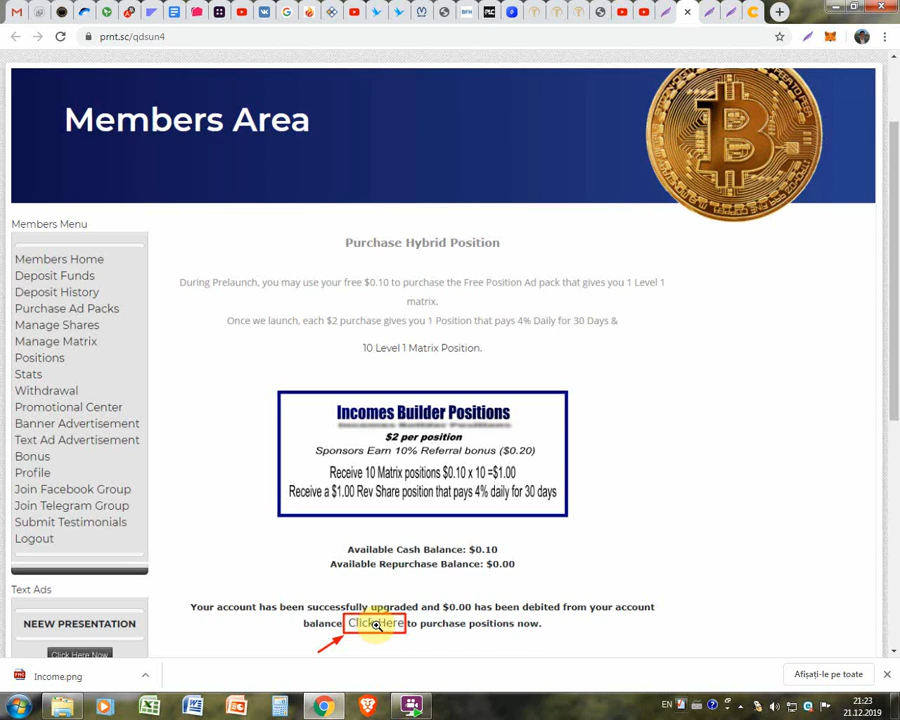 prnt.sc/qdsun4
Members Area
Members Menu
Members Home
Deposit Funds
Deposit History
Purchase Ad Packs
Manage Shares
Manage Matrix
Positions
Stats
Withdrawal
Promotional Center
Banner Advertisement
Text Ad Advertisement
Bonus
Profile
Join Facebook Group
Join Telegram Group
Submit Testimonials
Logout
Text Ads
NEEW PRESENTATION
Click Here Now
Purchase Hybrid Position
During Prelaunch, you may use your free $0.10 to purchase the Free Position Ad pack that gives you 1 Level 1
matrix.
Once we launch, each $2 purchase gives you 1 Position that pays 4% Daily for 30 Days &
10 Level 1 Matrix Position.
Incomes Builder Positions
$2 per position
Sponsors Earn 10% Referral bonus ($0.20)
Receive 10 Matrix positions $0.10 x 10 =$1.00
Receive a $1.00 Rev Share position that pays 4% daily for 30 days
Available Cash Balance: $0.10
Available Repurchase Balance: $0.00
Your account has been successfully upgraded and $0.00 has been debited from your account
balance. Click Here to purchase positions now.
Income.png
Afișați-le pe toate
EN
21:23
21.12.2019